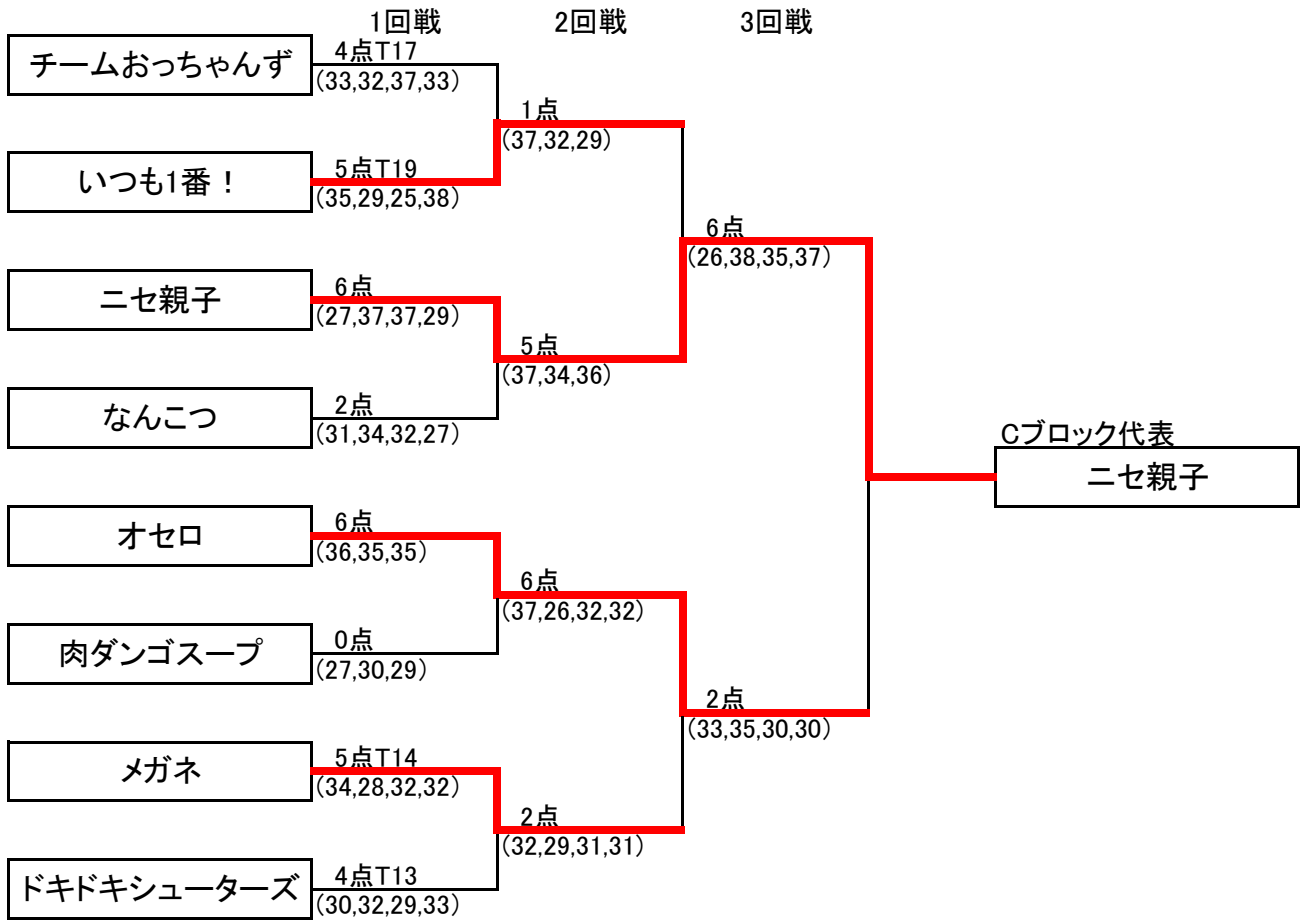 1回戦 2回戦 3回戦
チームおっちゃんず
4点T17
(33,32,37,33)
1点
(37,32,29)
いつも1番！
5点T19
(35,29,25,38)
6点
(26,38,35,37)
ニセ親子
6点
(27,37,37,29)
5点
(37,34,36)
なんこつ
2点
(31,34,32,27)
Cブロック代表
ニセ親子
オセロ
6点
(36,35,35)
6点
(37,26,32,32)
肉ダンゴスープ
0点
(27,30,29)
2点
(33,35,30,30)
メガネ
5点T14
(34,28,32,32)
2点
(32,29,31,31)
ドキドキシューターズ
4点T13
(30,32,29,33)